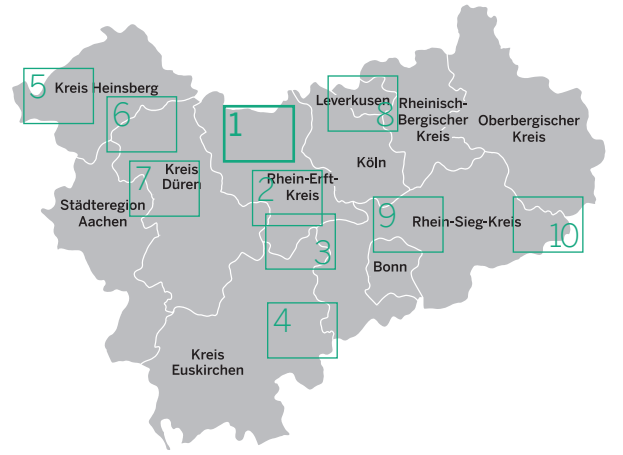 5
Kreis Heinsberg
6
1
Leverkusen
8
Rheinisch-
Bergischer
Kreis
Oberbergischer
Kreis
Köln
7
Kreis
Düren
2
Rhein-Erft-
Kreis
Städteregion
Aachen
9
Rhein-Sieg-Kreis
10
3
Bonn
4
Kreis
Euskirchen